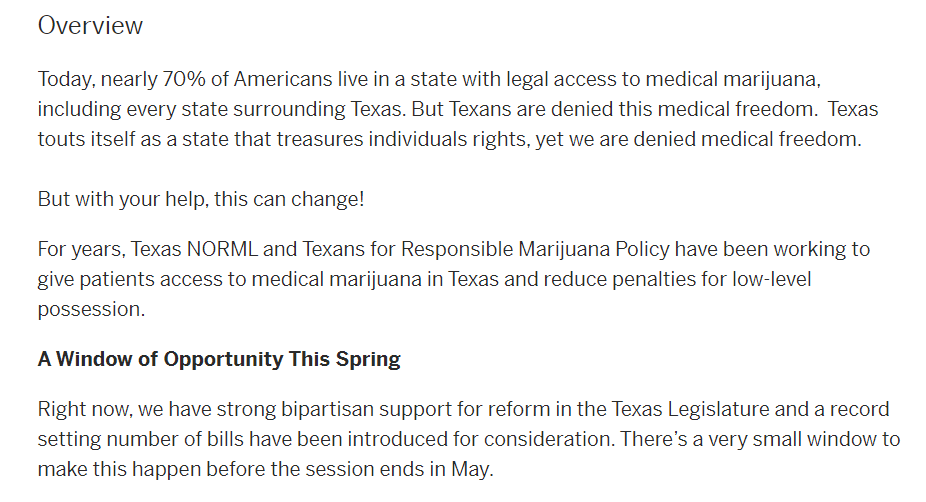 Overview
Today, nearly 70% of Americans live in a state with legal access to medical marijuana,
including every state surrounding Texas. But Texans are denied this medical freedom.  Texas
touts itself as a state that treasures individuals rights, yet we are denied medical freedom.
But with your help, this can change!
For years, Texas NORML and Texans for Responsible Marijuana Policy have been working to
give patients access to medical marijuana in Texas and reduce penalties for low-level
possession.
A Window of Opportunity This Spring
Right now, we have strong bipartisan support for reform in the Texas Legislature and a record
setting number of bills have been introduced for consideration. There's a very small window to
make this happen before the session ends in May.